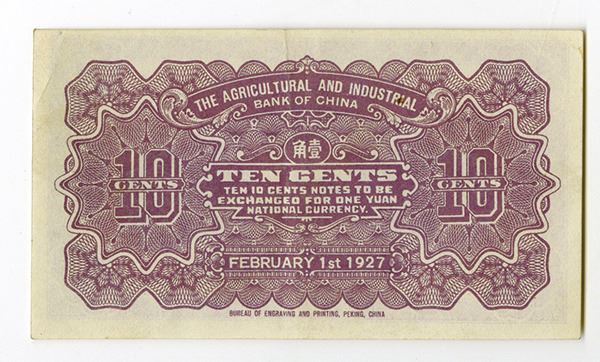 THE AGRICULTURAL AND INDUSTRIAL
BANK OF CHINA
角壹
10
CENTS
10
CENTS
TEN CENTS
TEN 10 CENTS NOTES TO BE
EXCHANGED FOR ONE YUAN
NATIONAL CURRENCY.
FEBRUARY 1st 1927
BUREAU OF ENGRAVING AND PRINTING, PEKING, CHINA